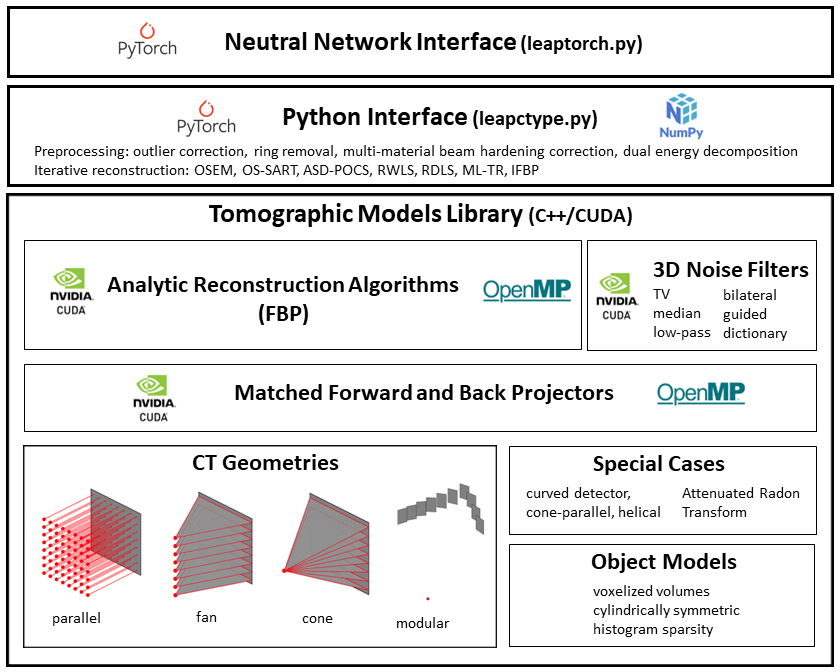 PyTorch
Neutral Network Interface (leaptorch.py)
PyTorch
Python Interface (leapctype.py)
NumPy
Preprocessing: outlier correction, ring removal, multi-material beam hardening correction, dual energy decomposition
Iterative reconstruction: OSEM, OS-SART, ASD-POCS, RWLS, RDLS, ML-TR, IFBP
Tomographic Models Library (C++/CUDA)
NVIDIA.
CUDA
Analytic Reconstruction Algorithms
(FBP)
OpenMP
NVIDIA.
CUDA
3D Noise Filters
TV
median
low-pass
bilateral
guided
dictionary
NVIDIA.
CUDA
Matched Forward and Back Projectors
OpenMP
CT Geometries
parallel
fan
cone
modular
Special Cases
curved detector,
cone-parallel, helical
Attenuated Radon
Transform
Object Models
voxelized volumes
cylindrically symmetric
histogram sparsity